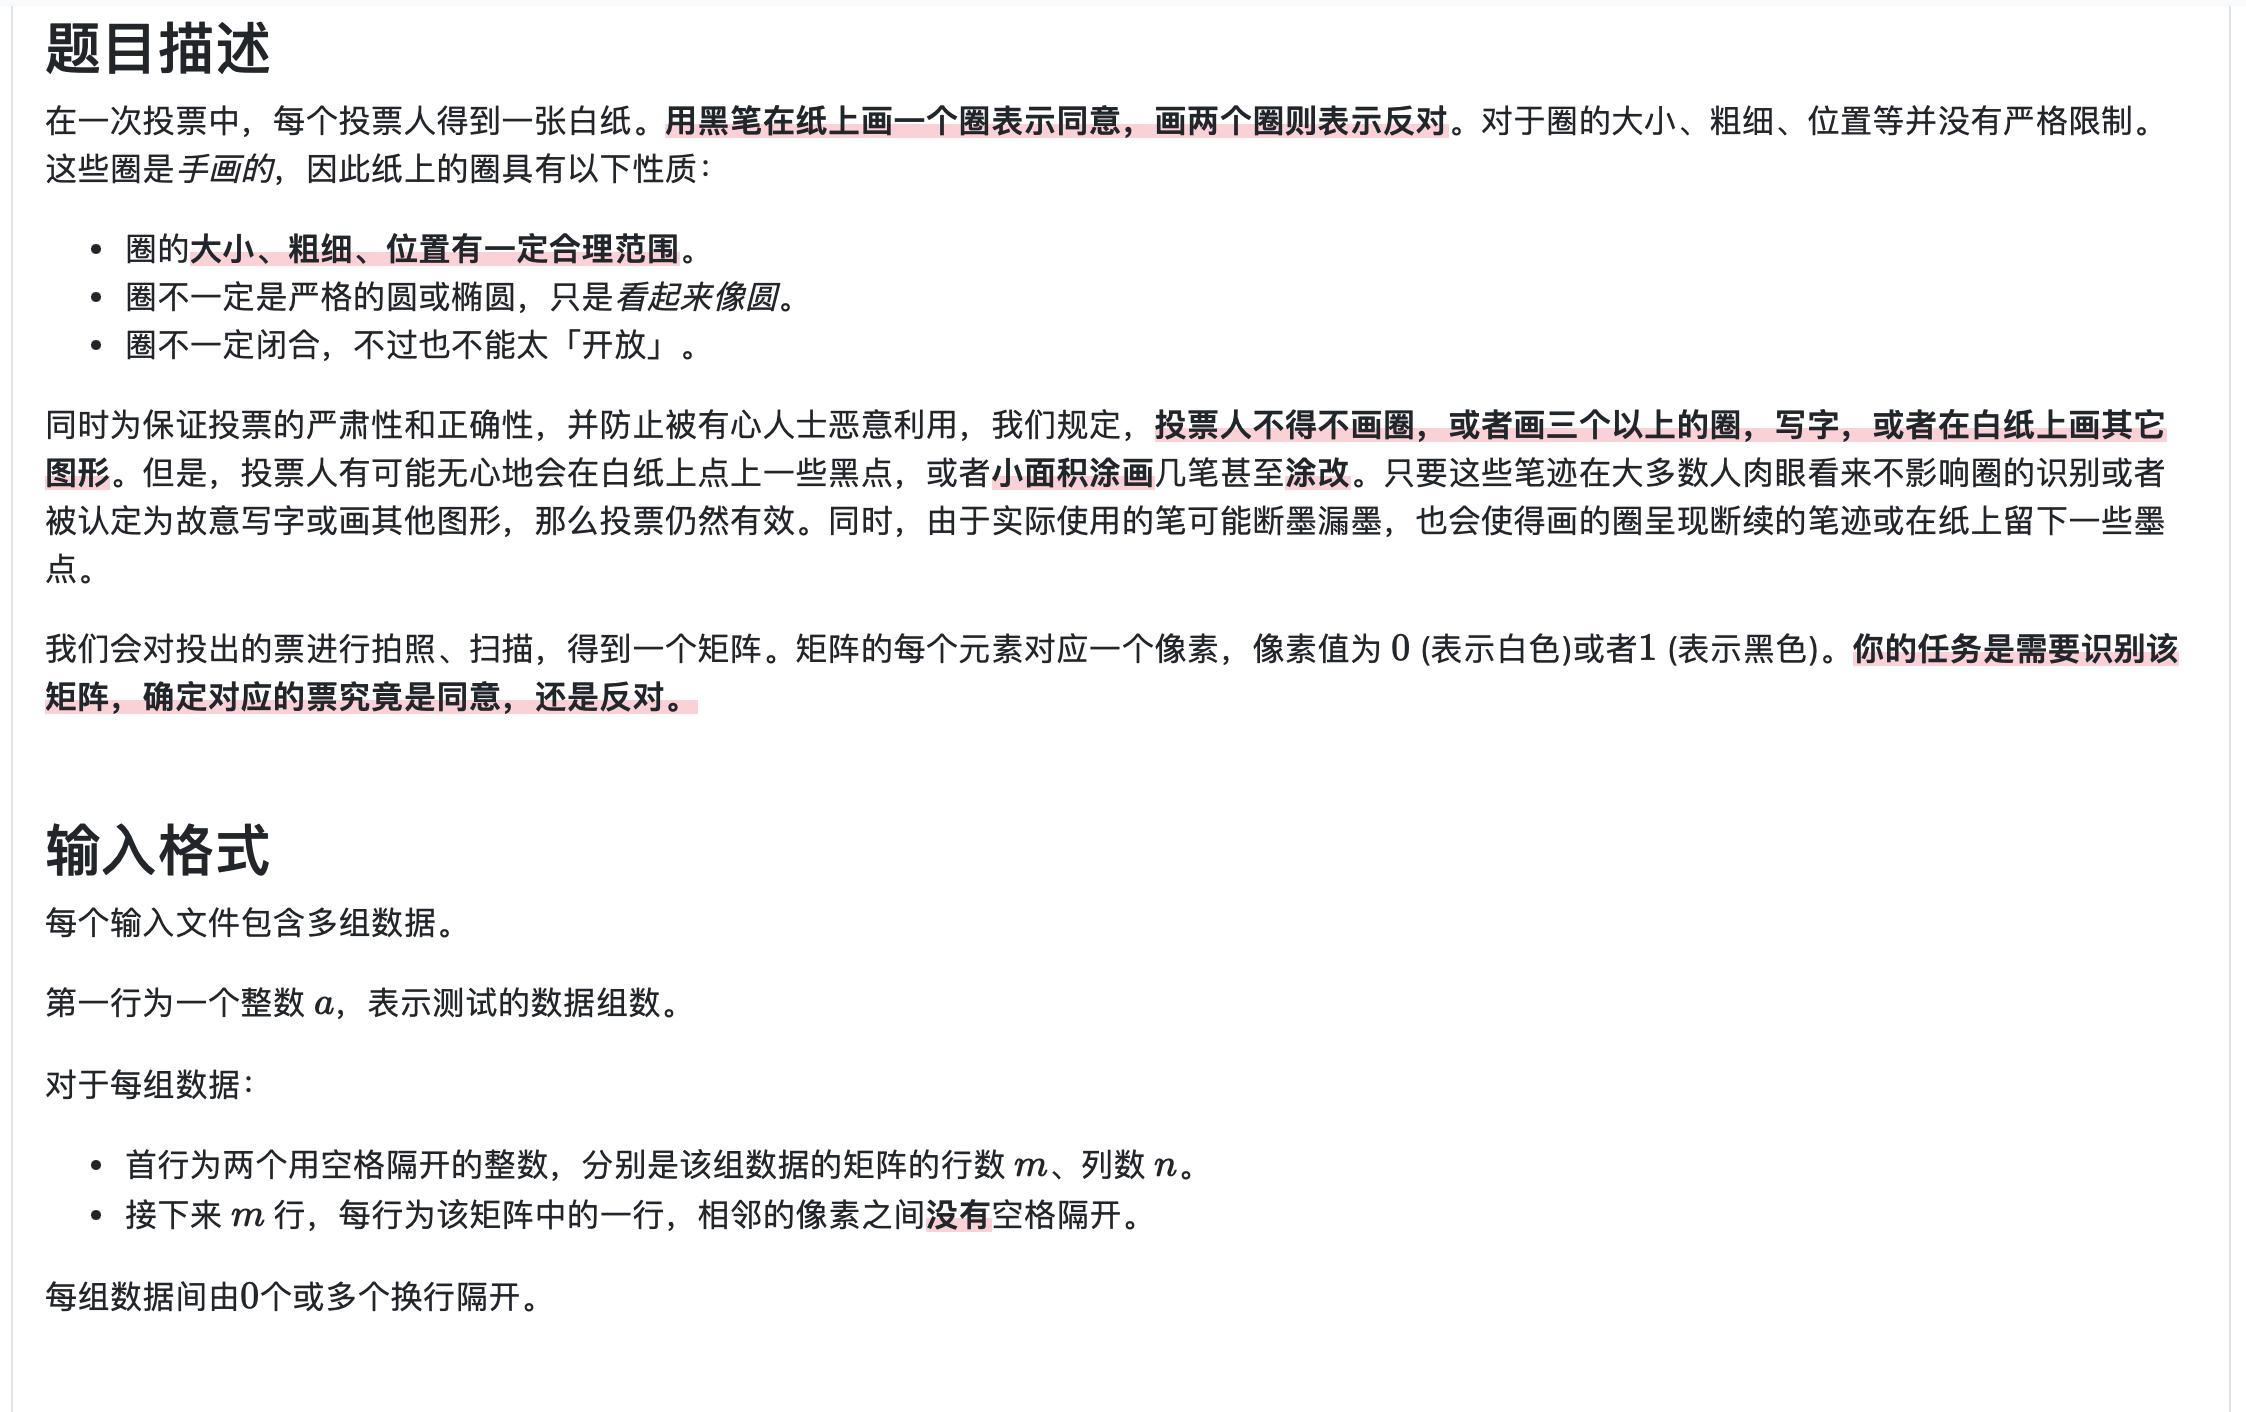 题目描述
在一次投票中，每个投票人得到一张白纸。用黑笔在纸上画一个圈表示同意，画两个圈则表示反对。对于圈的大小、粗细、位置等并没有严格限制。
这些圈是手画的，因此纸上的圈具有以下性质：
• 圈的大小、粗细、位置有一定合理范围。
• 圈不一定是严格的圆或椭圆，只是看起来像圆。
• 圈不一定闭合，不过也不能太「开放」。
同时为保证投票的严肃性和正确性，并防止被有心人士恶意利用，我们规定，投票人不得不画圈，或者画三个以上的圈，写字，或者在白纸上画其它
图形。但是，投票人有可能无心地会在白纸上点上一些黑点，或者小面积涂画几笔甚至涂改。只要这些笔迹在大多数人肉眼看来不影响圈的识别或者
被认定为故意写字或画其他图形，那么投票仍然有效。同时，由于实际使用的笔可能断墨漏墨，也会使得画的圈呈现断续的笔迹或在纸上留下一些墨
点。
我们会对投出的票进行拍照、扫描，得到一个矩阵。矩阵的每个元素对应一个像素，像素值为 0 (表示白色)或者1 (表示黑色)。你的任务是需要识别该
矩阵，确定对应的票究竟是同意，还是反对。
输入格式
每个输入文件包含多组数据。
第一行为一个整数 a，表示测试的数据组数。
对于每组数据：
• 首行为两个用空格隔开的整数，分别是该组数据的矩阵的行数 m、列数 n。
• 接下来 m 行，每行为该矩阵中的一行，相邻的像素之间没有空格隔开。
每组数据间由0个或多个换行隔开。